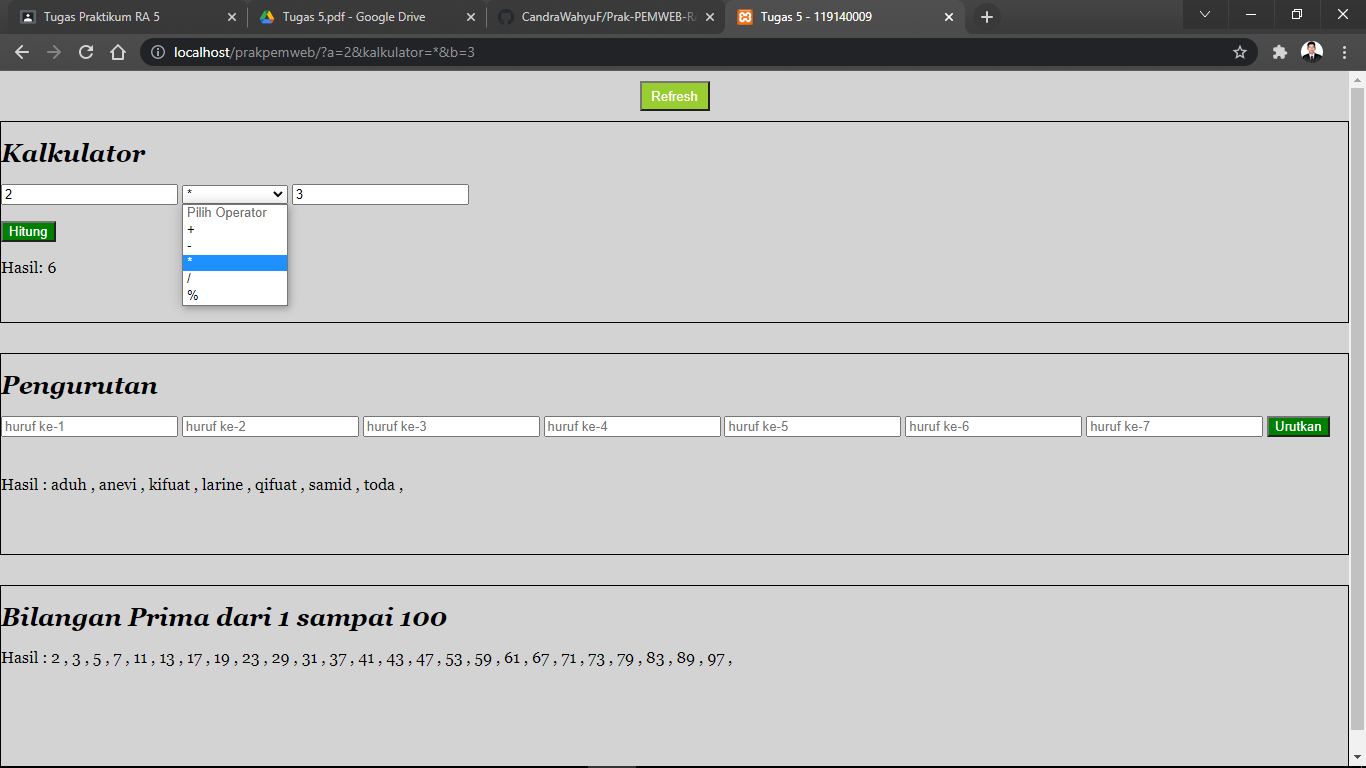 Tugas Praktikum RA 5
Tugas 5.pdf - Google Drive
CandraWahyuF/Prak-PEMWEB-RA
Tugas 5 - 119140009
localhost/prakpemweb/?a=2&kalkulator=*&b=3
Refresh
Kalkulator
2 * 3
Pilih Operator
+
-
*
/
%
Hitung
Hasil: 6
Pengurutan
huruf ke-1 huruf ke-2 huruf ke-3 huruf ke-4 huruf ke-5 huruf ke-6 huruf ke-7 Urutkan
Hasil : aduh , anevi , kifuat , larine , qifuat , samid , toda ,
Bilangan Prima dari 1 sampai 100
Hasil : 2 , 3 , 5 , 7 , 11 , 13 , 17 , 19 , 23 , 29 , 31 , 37 , 41 , 43 , 47 , 53 , 59 , 61 , 67 , 71 , 73 , 79 , 83 , 89 , 97 ,